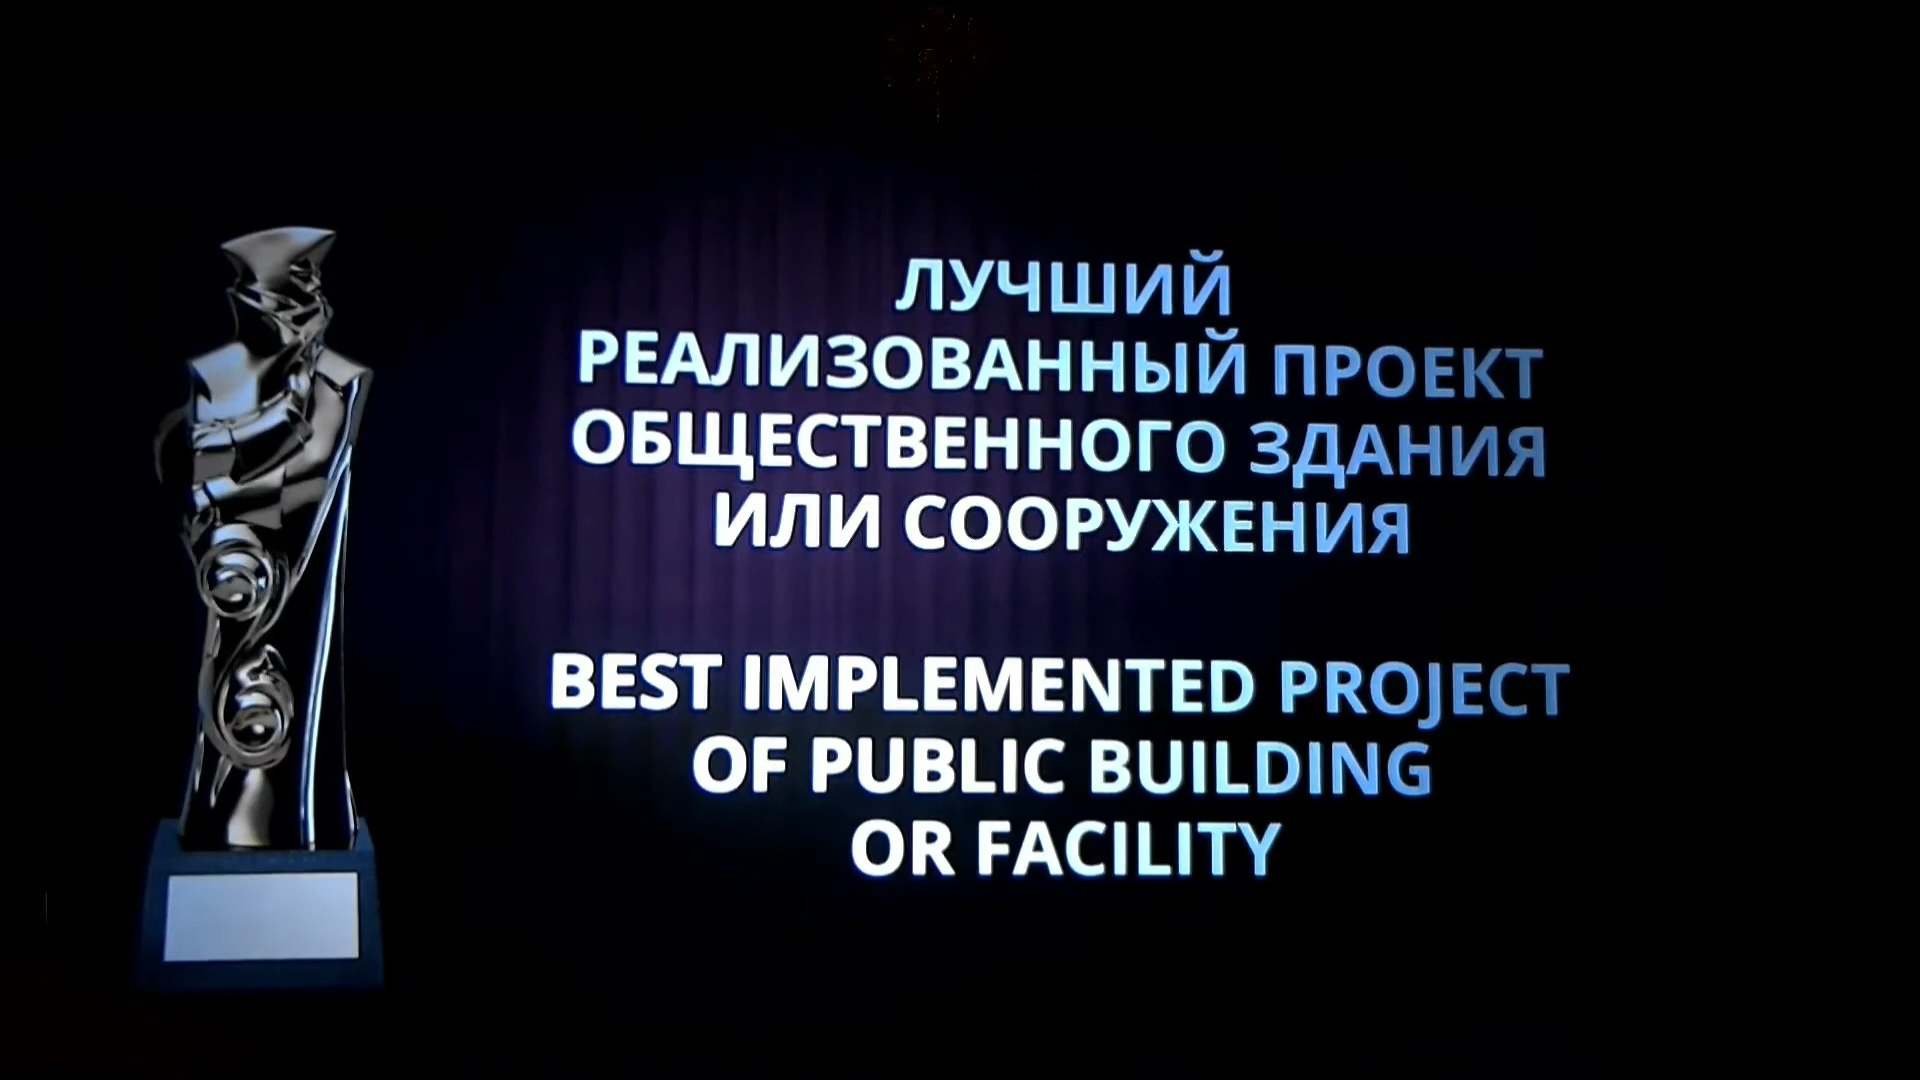 ЛУЧШИЙ
РЕАЛИЗОВАННЫЙ ПРОЕКТ
ОБЩЕСТВЕННОГО ЗДАНИЯ
ИЛИ СООРУЖЕНИЯ
BEST IMPLEMENTED PROJECT
OF PUBLIC BUILDING
OR FACILITY